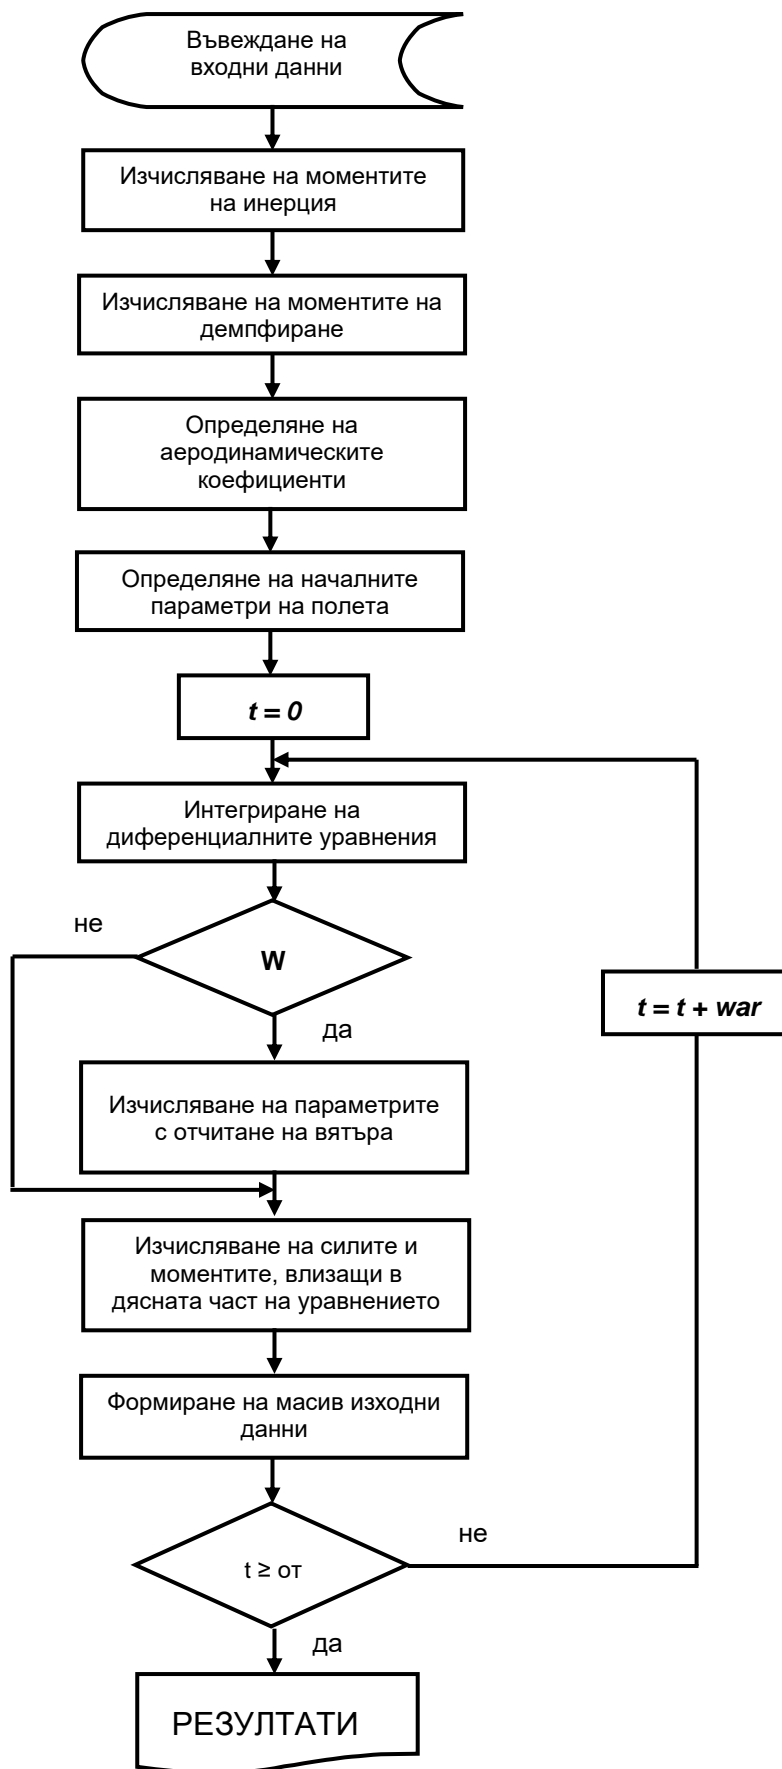 Въвеждане на
входни данни
Изчисляване на моментите
на инерция
Изчисляване на моментите на
демпфиране
Определяне на
аеродинамическите
коефициенти
Определяне на началните
параметри на полета
t = 0
Интегриране на
диференциалните уравнения
не
W
t = t + war
да
Изчисляване на параметрите
с отчитане на вятъра
Изчисляване на силите и
моментите, влизащи в
дясната част на уравнението
Формиране на масив изходни
данни
не
t ≥ от
да
РЕЗУЛТАТИ